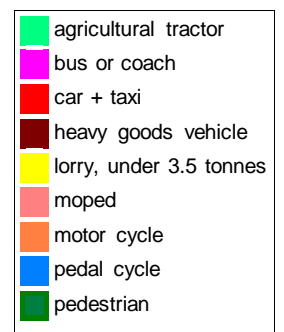 agricultural tractor
bus or coach
car + taxi
heavy goods vehicle
lorry, under 3.5 tonnes
moped
motor cycle
pedal cycle
pedestrian